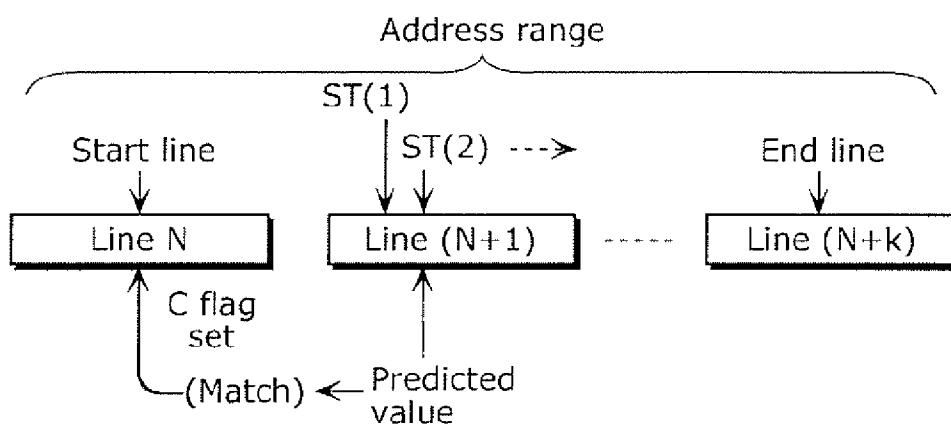 Address range
ST(1)
Start line
ST(2)
End line
Line N
Line (N+1)
Line (N+k)
C flag
set
(Match)
Predicted
value